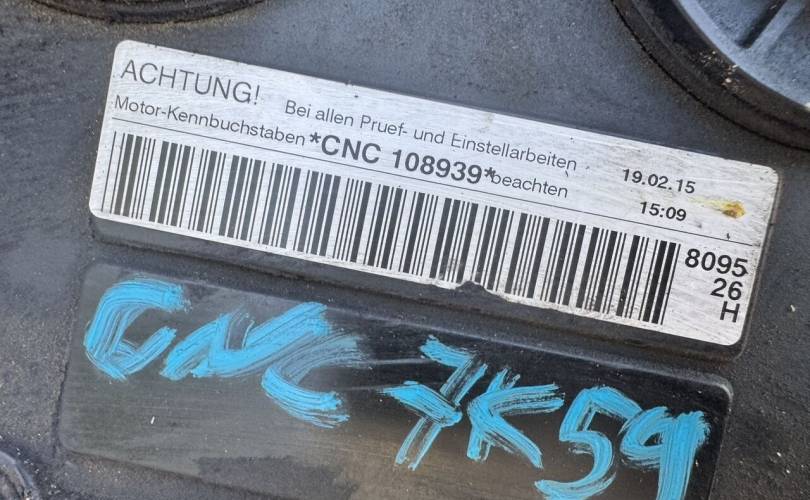 ACHTUNG! Bei allen Pruef- und Einstellarbeiten 19.02.15
Motor-Kennbuchstaben *CNC 108939* beachten 15:09
8095
26
H
CNC 7K59